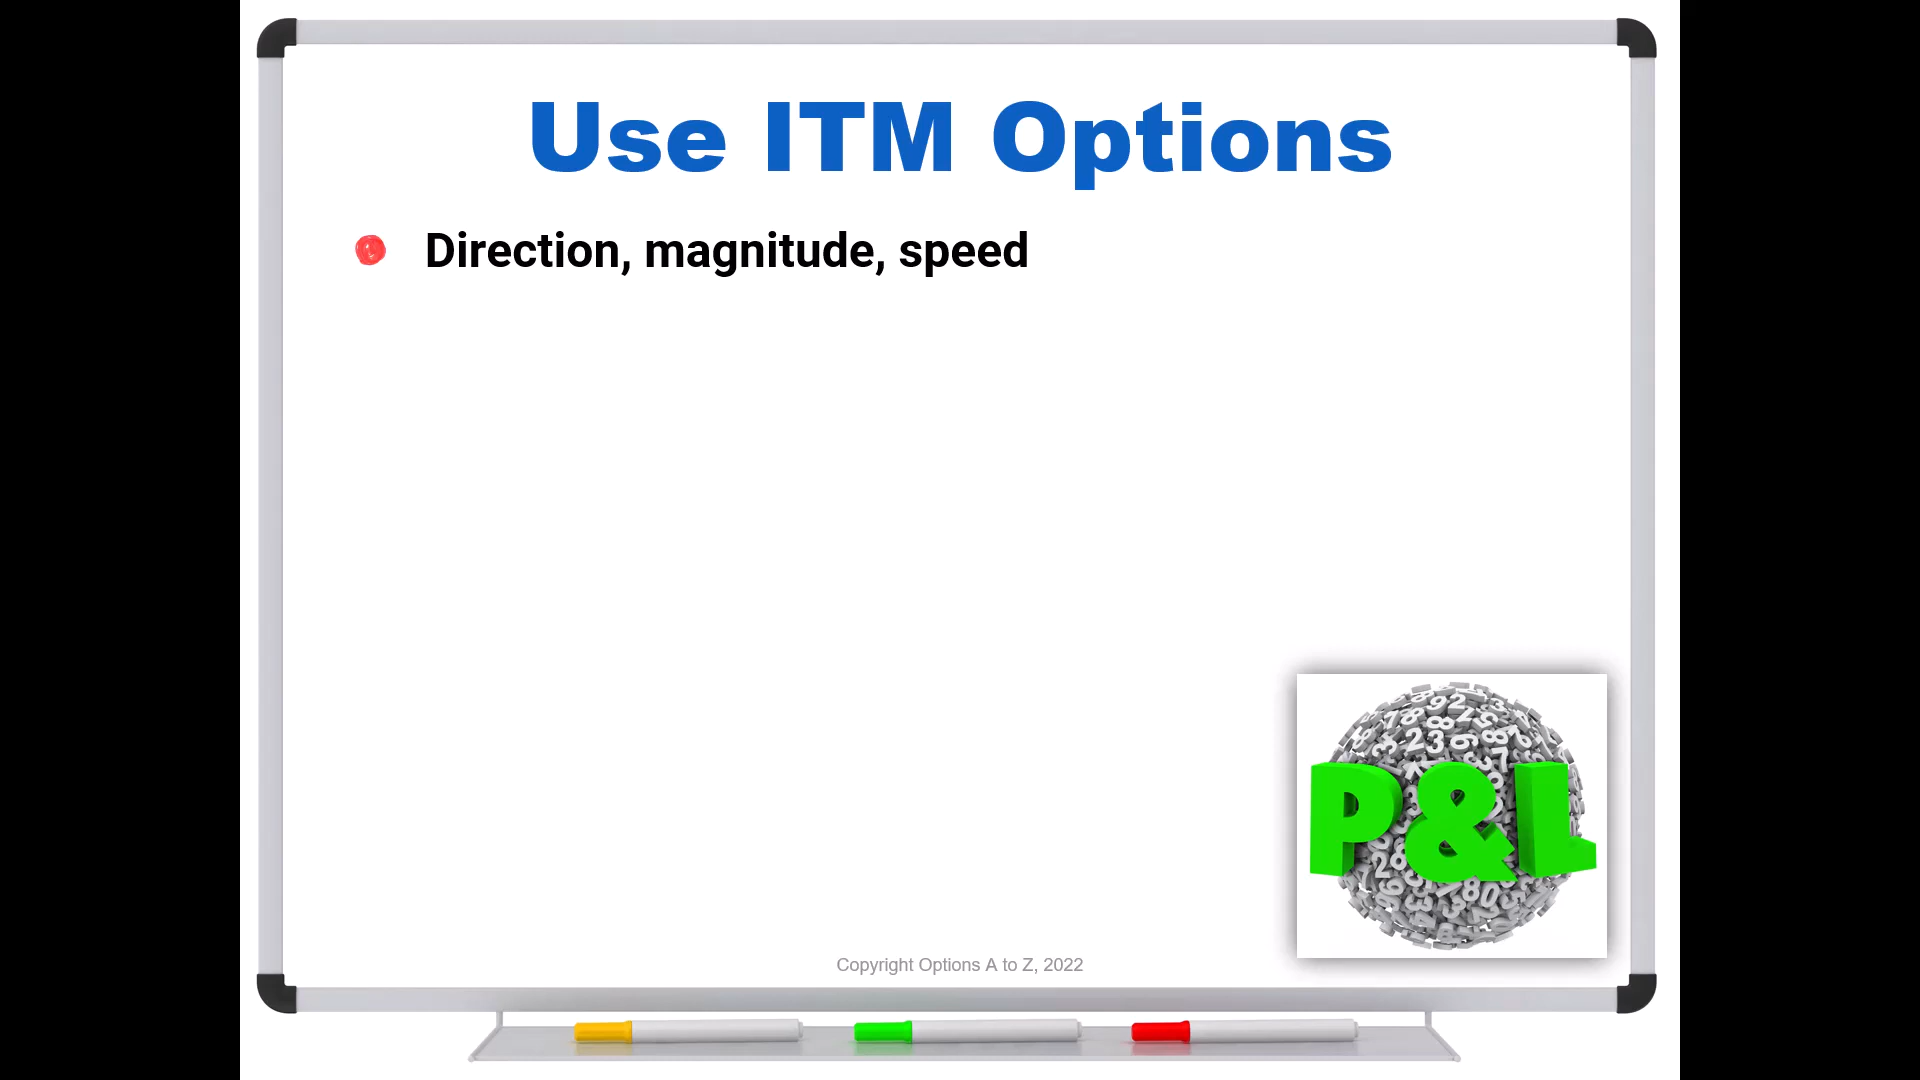 Use ITM Options
Direction, magnitude, speed
P&L
Copyright Options A to Z, 2022